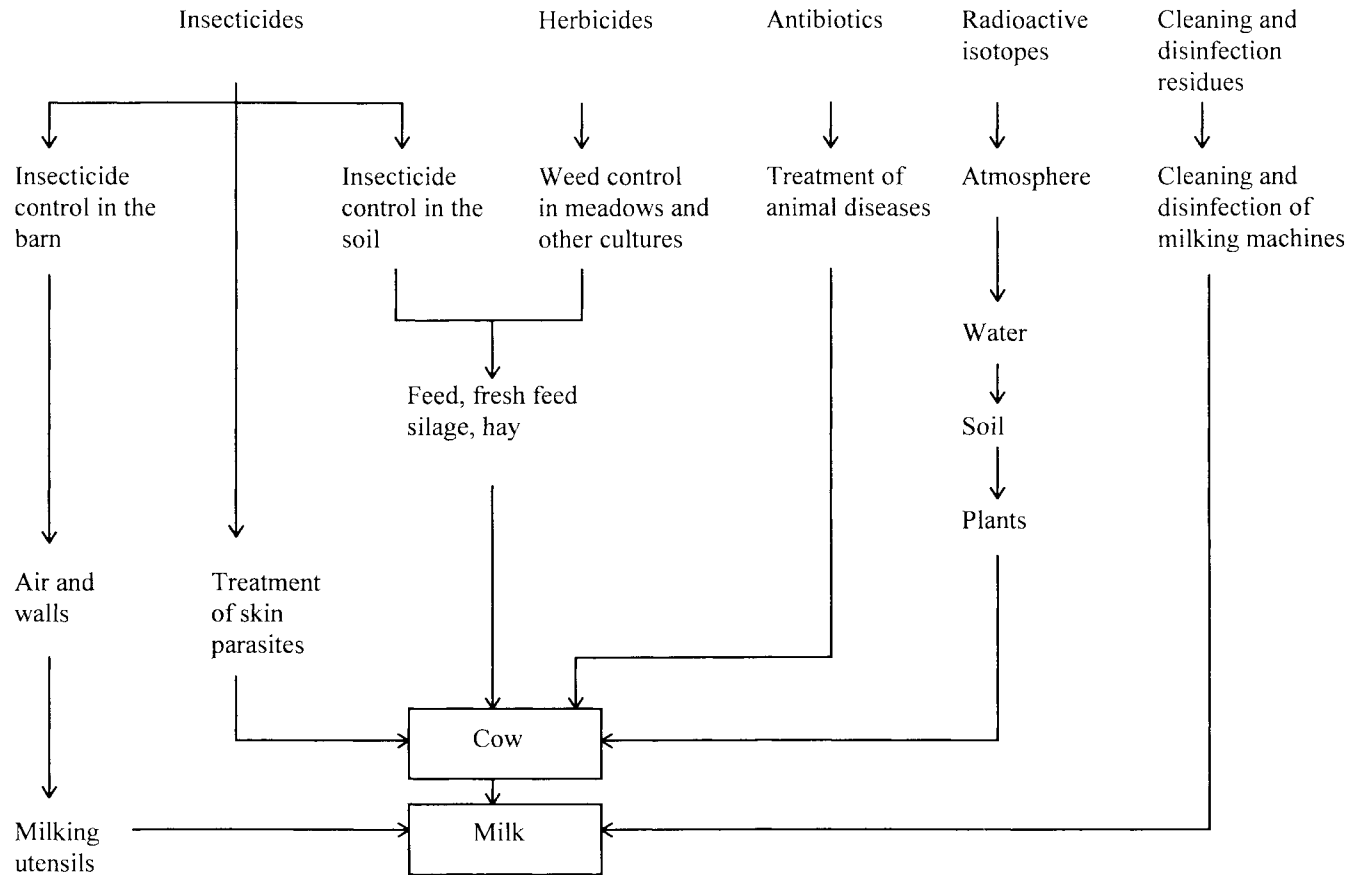 Insecticides
Herbicides
Antibiotics
Radioactive
isotopes
Cleaning and
disinfection
residues
Insecticide
control in the
barn
Insecticide
control in the
soil
Weed control
in meadows and
other cultures
Treatment of
animal diseases
Atmosphere
Cleaning and
disinfection of
milking machines
Water
Feed, fresh feed
silage, hay
Soil
Plants
Air and
walls
Treatment
of skin
parasites
Cow
Milking
utensils
Milk